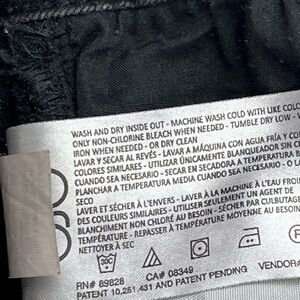 WASH AND DRY INSIDE OUT - MACHINE WASH COLD WITH LIKE COL
ONLY NON-CHLORINE BLEACH WHEN NEEDED - TUMBLE DRY LOW -
IRON WHEN NEEDED - OR DRY CLEAN
LAVAR Y SECAR AL REVÉS - LAVAR A MÁQUINA CON AGUA FRÍA Y
COLORES SIMILARES - UTILIZAR ÚNICAMENTE BLANQUEADOR SIN
CUANDO SEA NECESARIO - SECAR EN SECADORA A TEMPERATURA B
PLANCHAR A TEMPERATURA MEDIA CUANDO SEA NECESARIO -
SECO
LAVER ET SÉCHER À L'ENVERS - LAVER À LA MACHINE À L'EAU FROI
DES COULEURS SIMILAIRES - UTILISER SEULEMENT UN AGENT DE
BLANCHIMENT NON CHLORÉ AU BESOIN - SÉCHER PAR CULBUTAGE
TEMPÉRATURE - REPASSER À TEMPÉRATURE MOYENNE AU BESOIN
NETTOYER À SEC
30C
RN# 89828 CA# 08349 VENDOR#
PATENT 10,251,431 AND PATENT PENDING